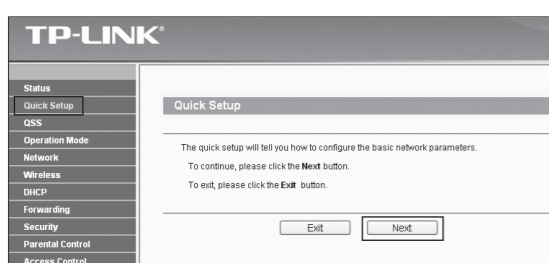 TP-LINK®
Status
Quick Setup
QSS
Operation Mode
Network
Wireless
DHCP
Forwarding
Security
Parental Control
Access Control
Quick Setup
The quick setup will tell you how to configure the basic network parameters.
To continue, please click the Next button.
To exit, please click the Exit button.
Exit
Next